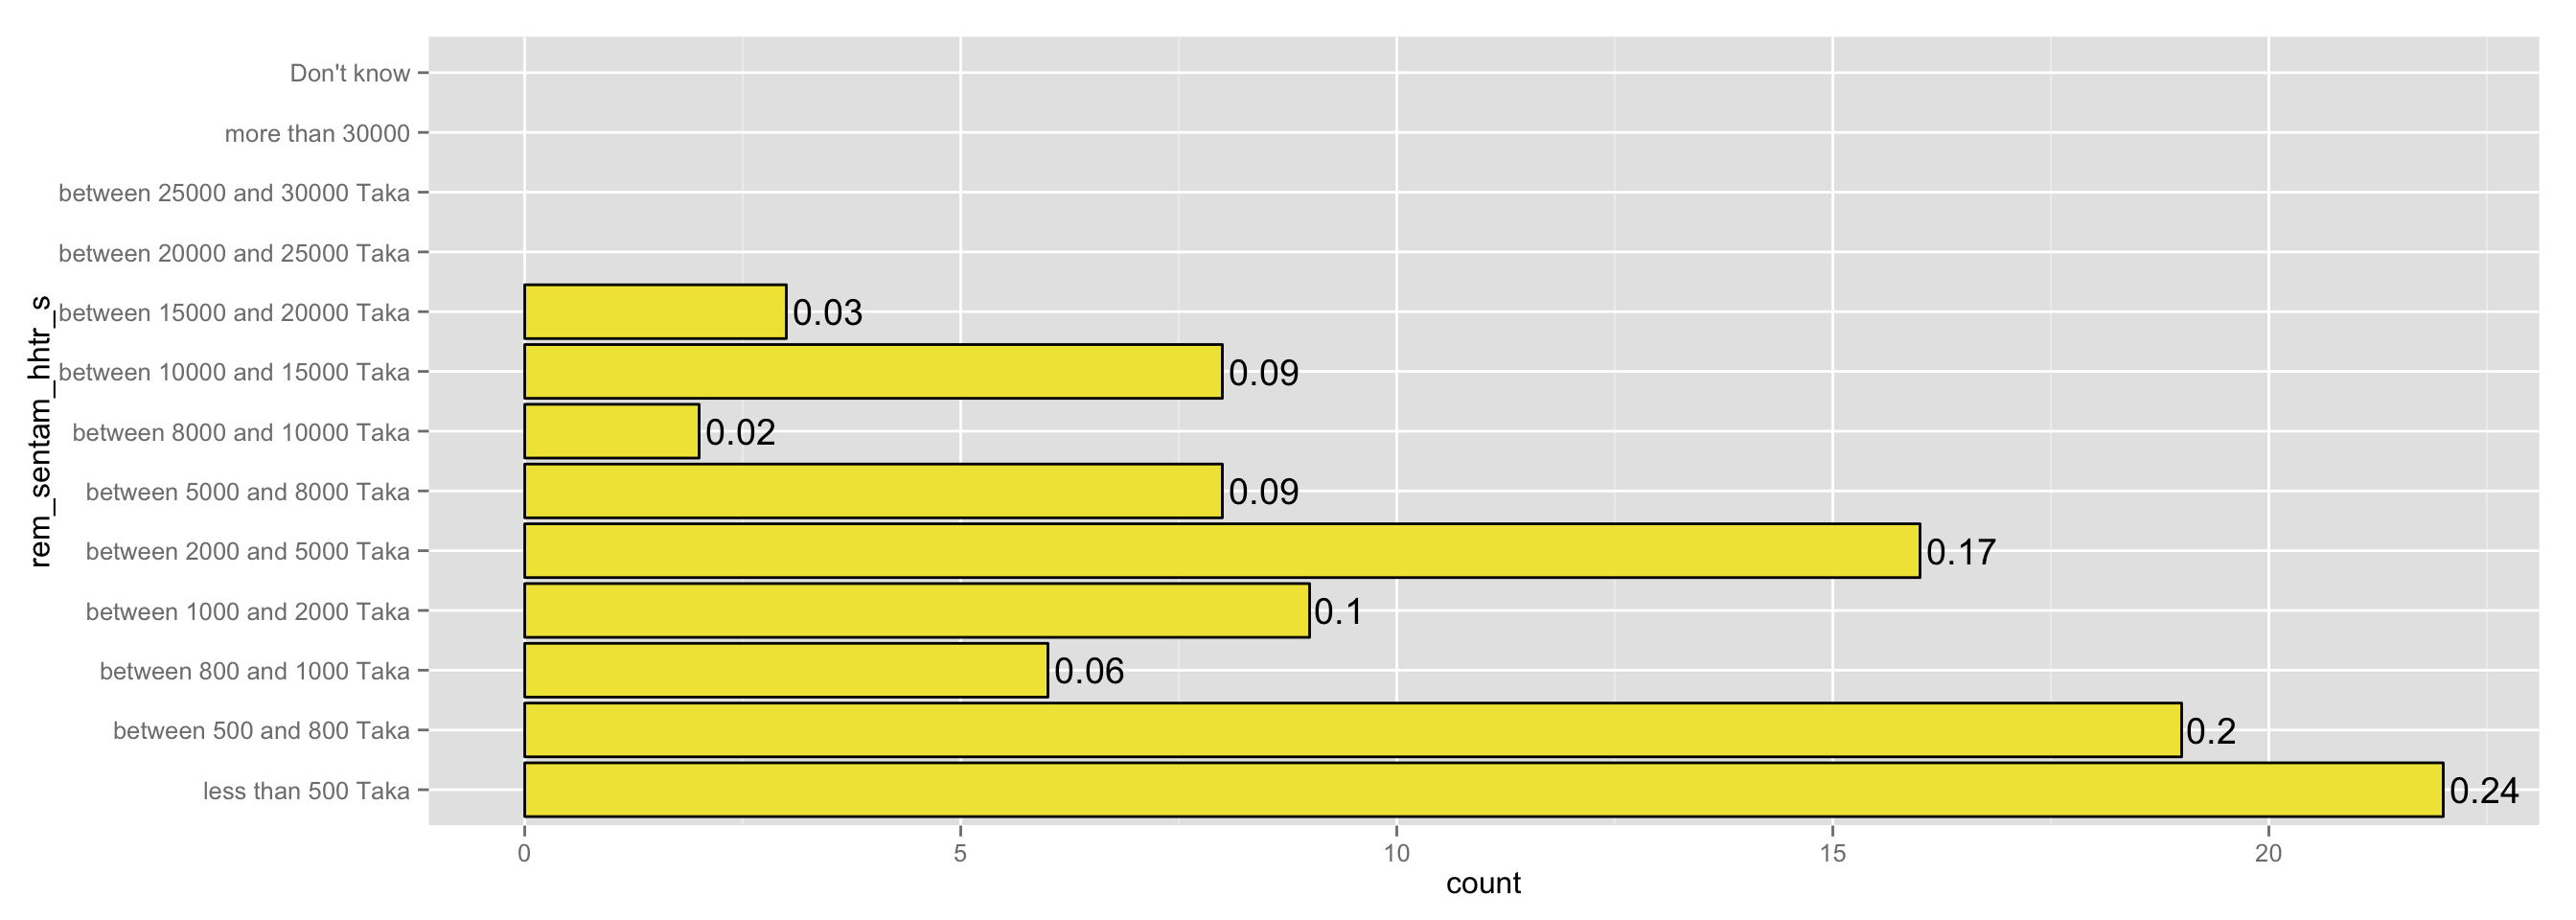 rem_sentam_hhtr_s
Don't know
more than 30000
between 25000 and 30000 Taka
between 20000 and 25000 Taka
between 15000 and 20000 Taka
0.03
between 10000 and 15000 Taka
0.09
between 8000 and 10000 Taka
0.02
between 5000 and 8000 Taka
0.09
between 2000 and 5000 Taka
0.17
between 1000 and 2000 Taka
0.1
between 800 and 1000 Taka
0.06
between 500 and 800 Taka
0.2
less than 500 Taka
0.24
0
5
10
15
20
count